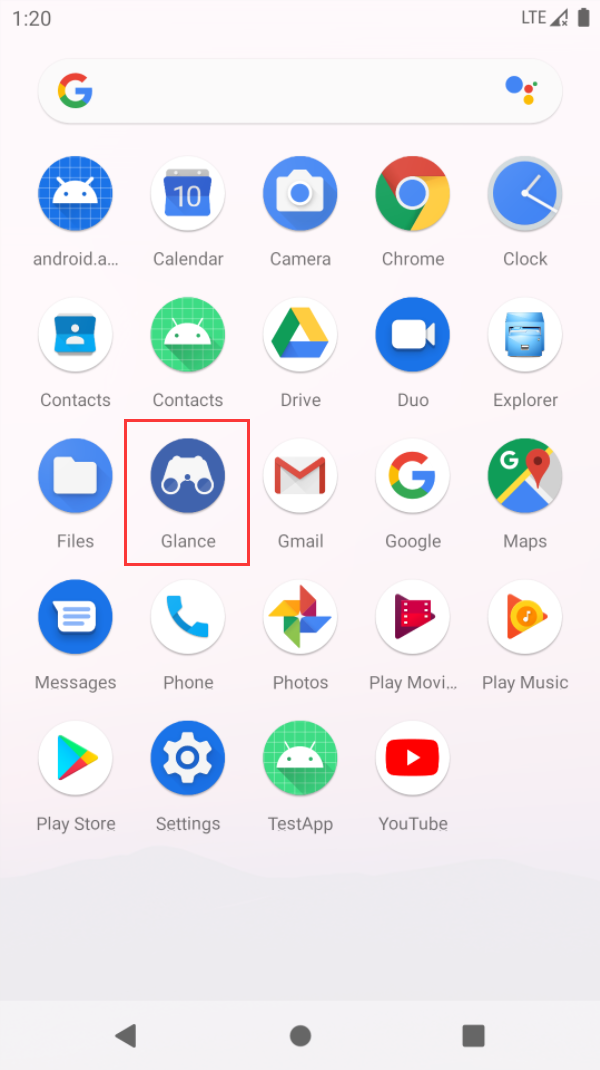 1:20 LTE
10
android.a... Calendar Camera Chrome Clock
Contacts Contacts Drive Duo Explorer
Files Glance Gmail Google Maps
Messages Phone Photos Play Movi... Play Music
Play Store Settings TestApp YouTube